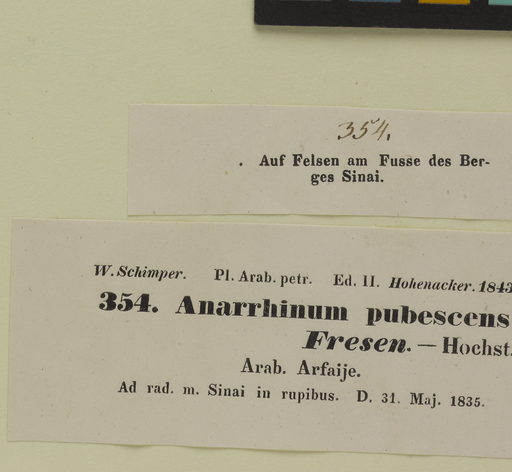 354.
. Auf Felsen am Fusse des Ber-
ges Sinai.
W. Schimper. Pl. Arab. petr. Ed. II. Hohenacker. 1843
354. Anarrhinum pubescens
Fresen. — Hochst.
Arab. Arfaije.
Ad rad. m. Sinai in rupibus. D. 31. Maj. 1835.